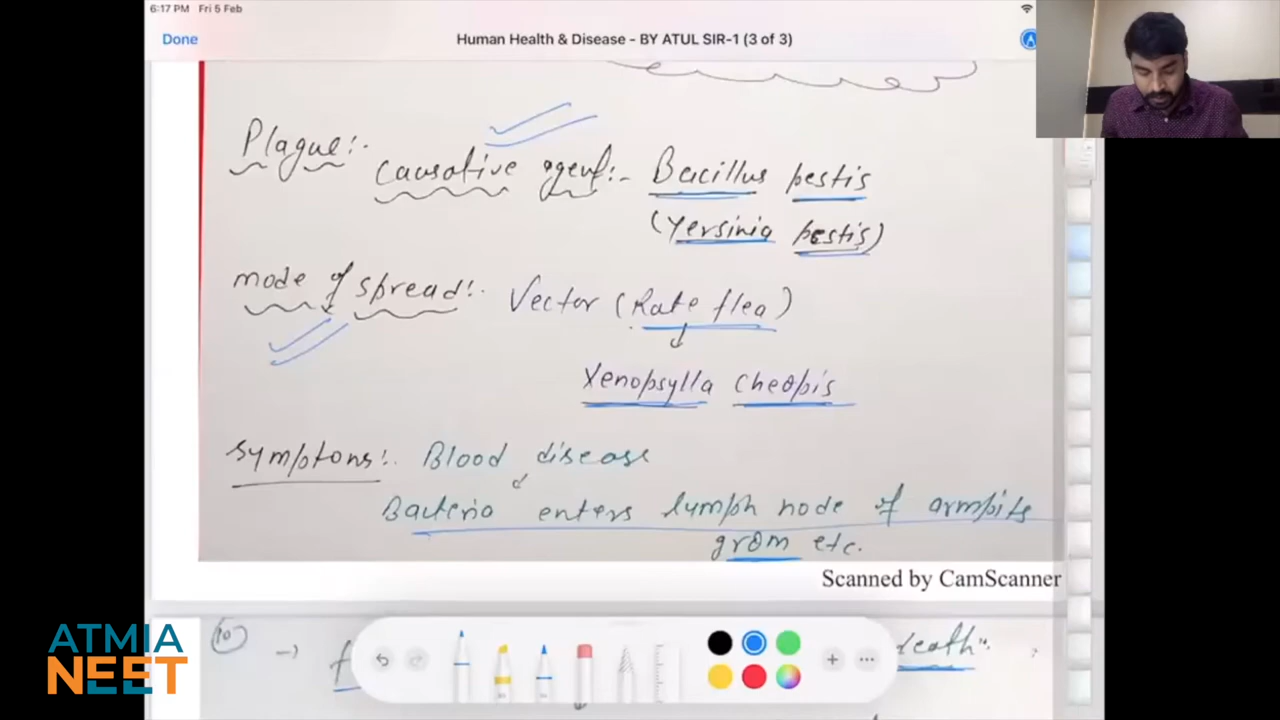 6:17 PM Fri 5 Feb
Done
Human Health & Disease - BY ATUL SIR-1 (3 of 3)
Plague:- causative agent:- Bacillus pestis
(Yersinia pestis)
mode of spread:- Vector (Rate flea)
Xenopsylla cheopis
Symptons:- Blood disease
Bacteria enters lymph node of armpits
grom etc.
Scanned by CamScanner
10 death"
ATMIA
NEET